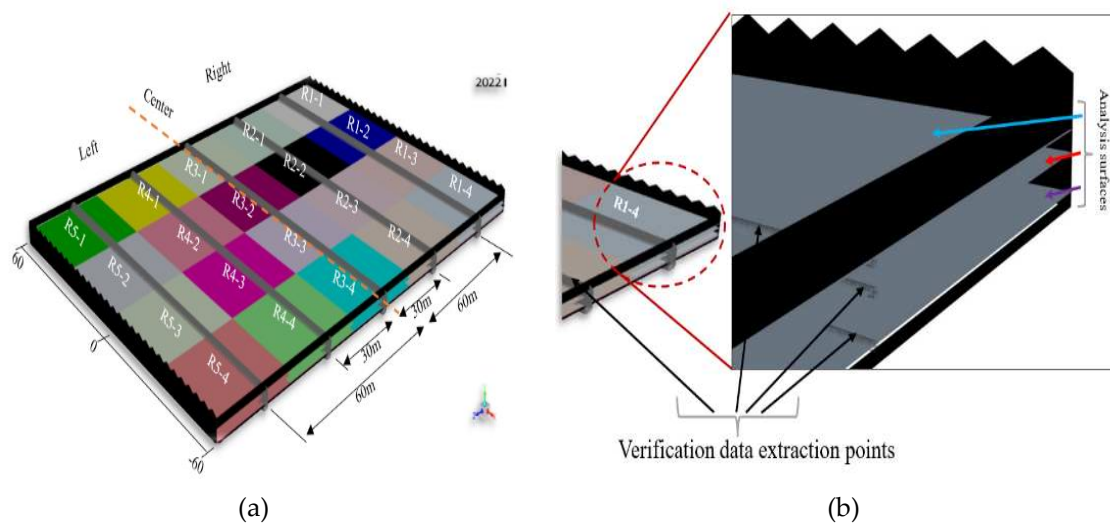 Right
Center
Left
2022
R1-1
R1-2
R1-3
R1-4
R2-1
R2-2
R2-3
R2-4
R3-1
R3-2
R3-3
R3-4
R4-1
R4-2
R4-3
R4-4
R5-1
R5-2
R5-3
R5-4
60
0
-60
30m
60m
30m
60m
(a)
(b)
R1-4
Analysis surfaces
Verification data extraction points